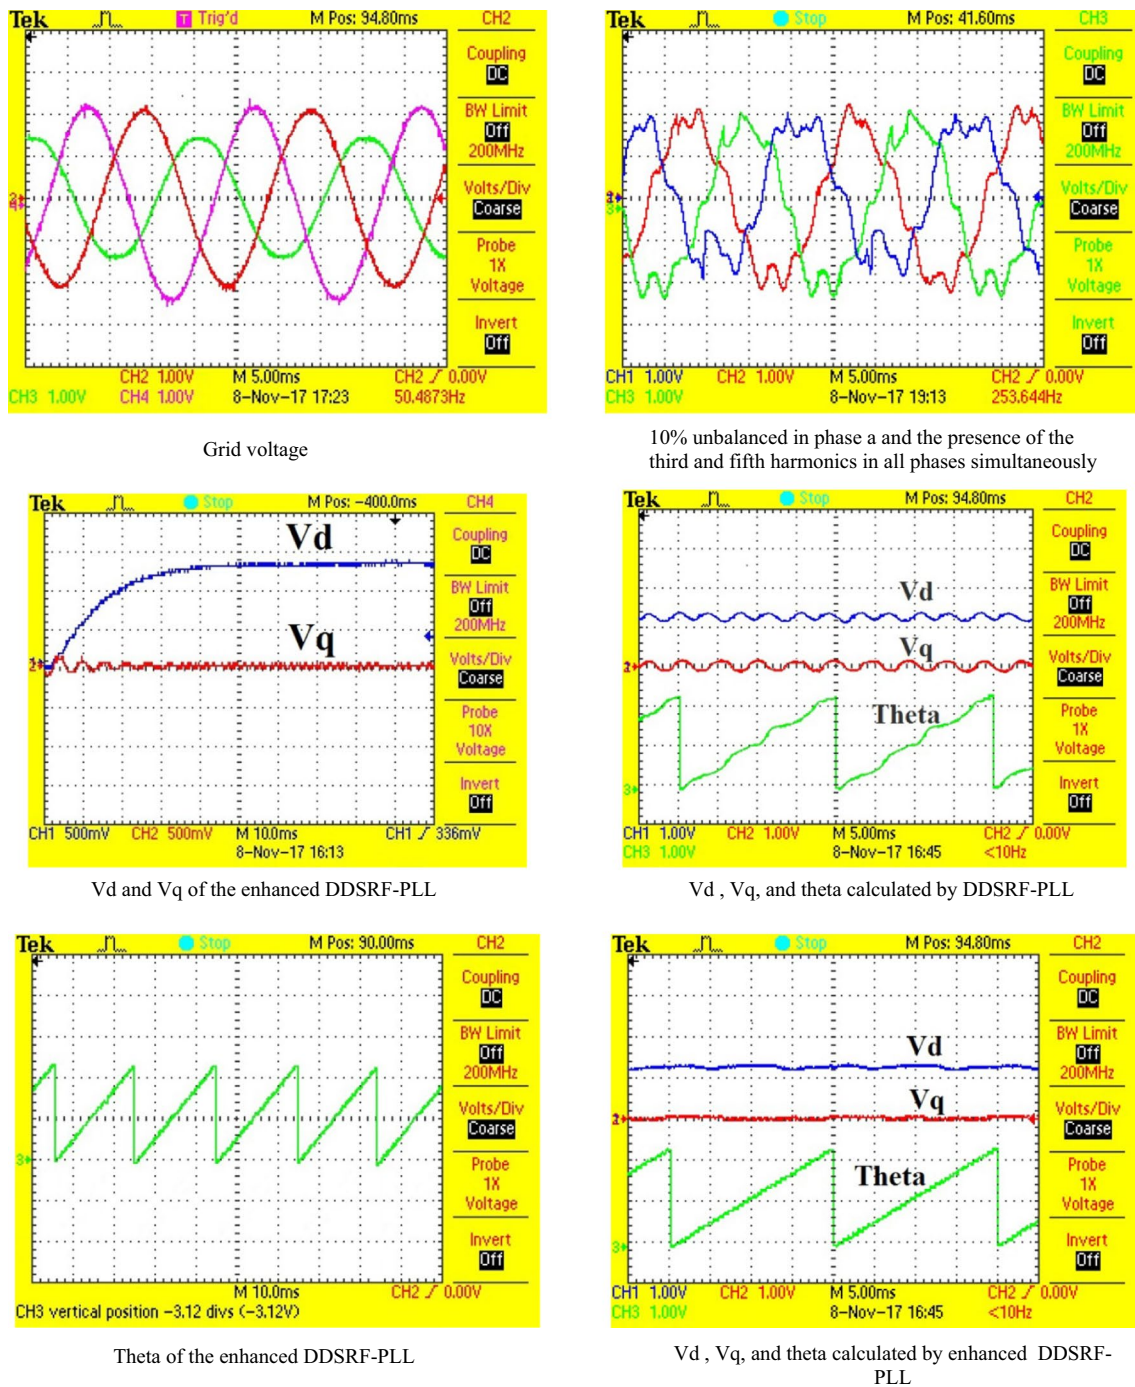 Tek Trig'd M Pos: 94.80ms CH2
Coupling
DC
BW Limit
Off
200MHz
Volts/Div
Coarse
Probe
1X
Voltage
Invert
Off
CH2 1.00V M 5.00ms CH2 / 0.00V
CH3 1.00V CH4 1.00V 8-Nov-17 17:23 50.4873Hz
Grid voltage
Tek Stop M Pos: 41.60ms CH3
Coupling
DC
BW Limit
Off
200MHz
Volts/Div
Coarse
Probe
1X
Voltage
Invert
Off
CH1 1.00V CH2 1.00V M 5.00ms CH2 / 0.00V
CH3 1.00V 8-Nov-17 19:13 253.644Hz
10% unbalanced in phase a and the presence of the
third and fifth harmonics in all phases simultaneously
Tek Stop M Pos: -400.0ms CH4
Vd
Vq
Coupling
DC
BW Limit
Off
200MHz
Volts/Div
Coarse
Probe
10X
Voltage
Invert
Off
CH1 500mV CH2 500mV M 10.0ms CH1 / 336mV
8-Nov-17 16:13
Vd and Vq of the enhanced DDSRF-PLL
Tek Stop M Pos: 94.80ms CH2
Vd
Vq
Theta
Coupling
DC
BW Limit
Off
200MHz
Volts/Div
Coarse
Probe
1X
Voltage
Invert
Off
CH1 1.00V CH2 1.00V M 5.00ms CH2 / 0.00V
CH3 1.00V 8-Nov-17 16:45 <10Hz
Vd , Vq, and theta calculated by DDSRF-PLL
Tek Stop M Pos: 30.00ms CH2
Coupling
DC
BW Limit
Off
200MHz
Volts/Div
Coarse
Probe
1X
Voltage
Invert
Off
M 10.0ms CH2 / 0.00V
CH3 vertical position -3.12 divs (-3.12V)
Theta of the enhanced DDSRF-PLL
Tek Stop M Pos: 94.80ms CH2
Vd
Vq
Theta
Coupling
DC
BW Limit
Off
200MHz
Volts/Div
Coarse
Probe
1X
Voltage
Invert
Off
CH1 1.00V CH2 1.00V M 5.00ms CH2 / 0.00V
CH3 1.00V 8-Nov-17 16:45 <10Hz
Vd , Vq, and theta calculated by enhanced DDSRF-
PLL